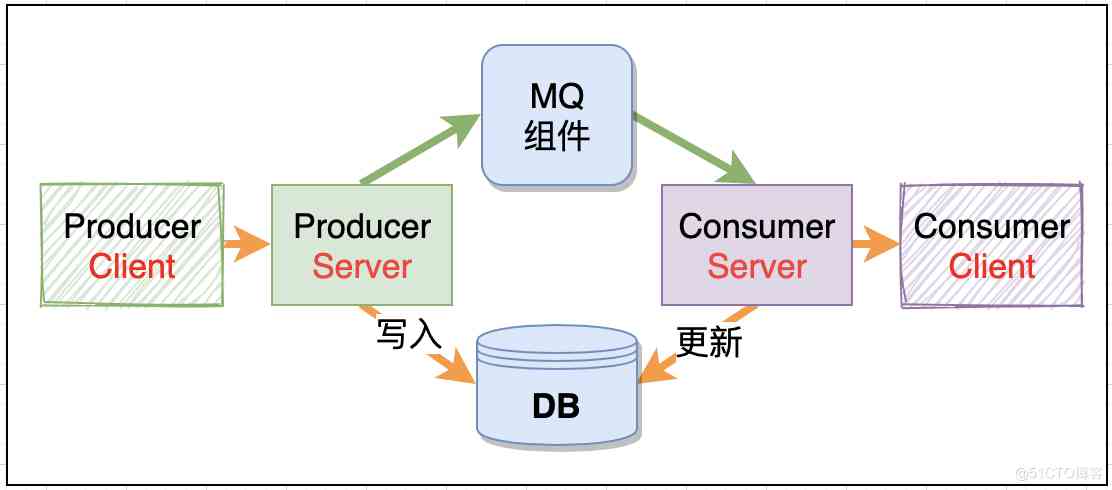 MQ
组件
Producer
Client
Producer
Server
Consumer
Server
Consumer
Client
写入
更新
DB
@51CTO博客